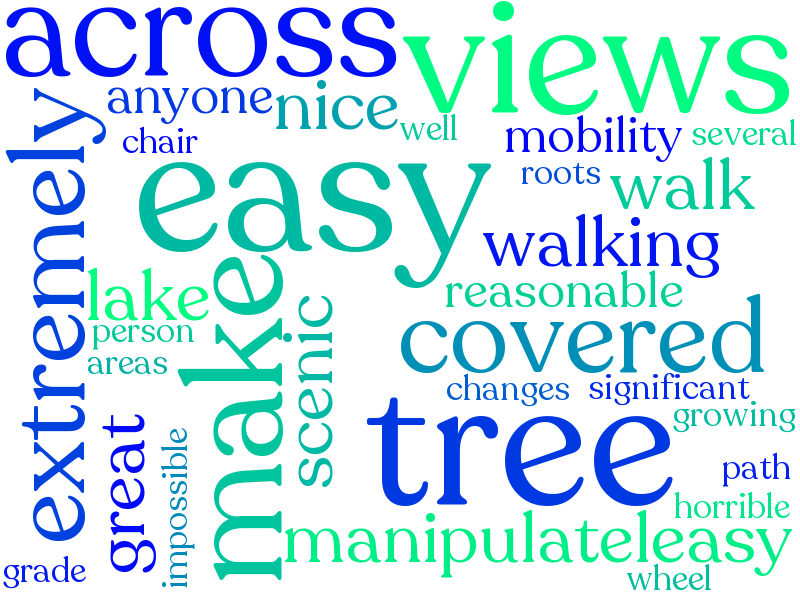 across
views
anyone
nice
well
chair
mobility
several
extremely
easy
roots
walk
walking
lake
make
reasonable
person
scenic
covered
areas
changes
significant
tree
growing
great
impossible
path
horrible
manipulateleasy
grade
wheel